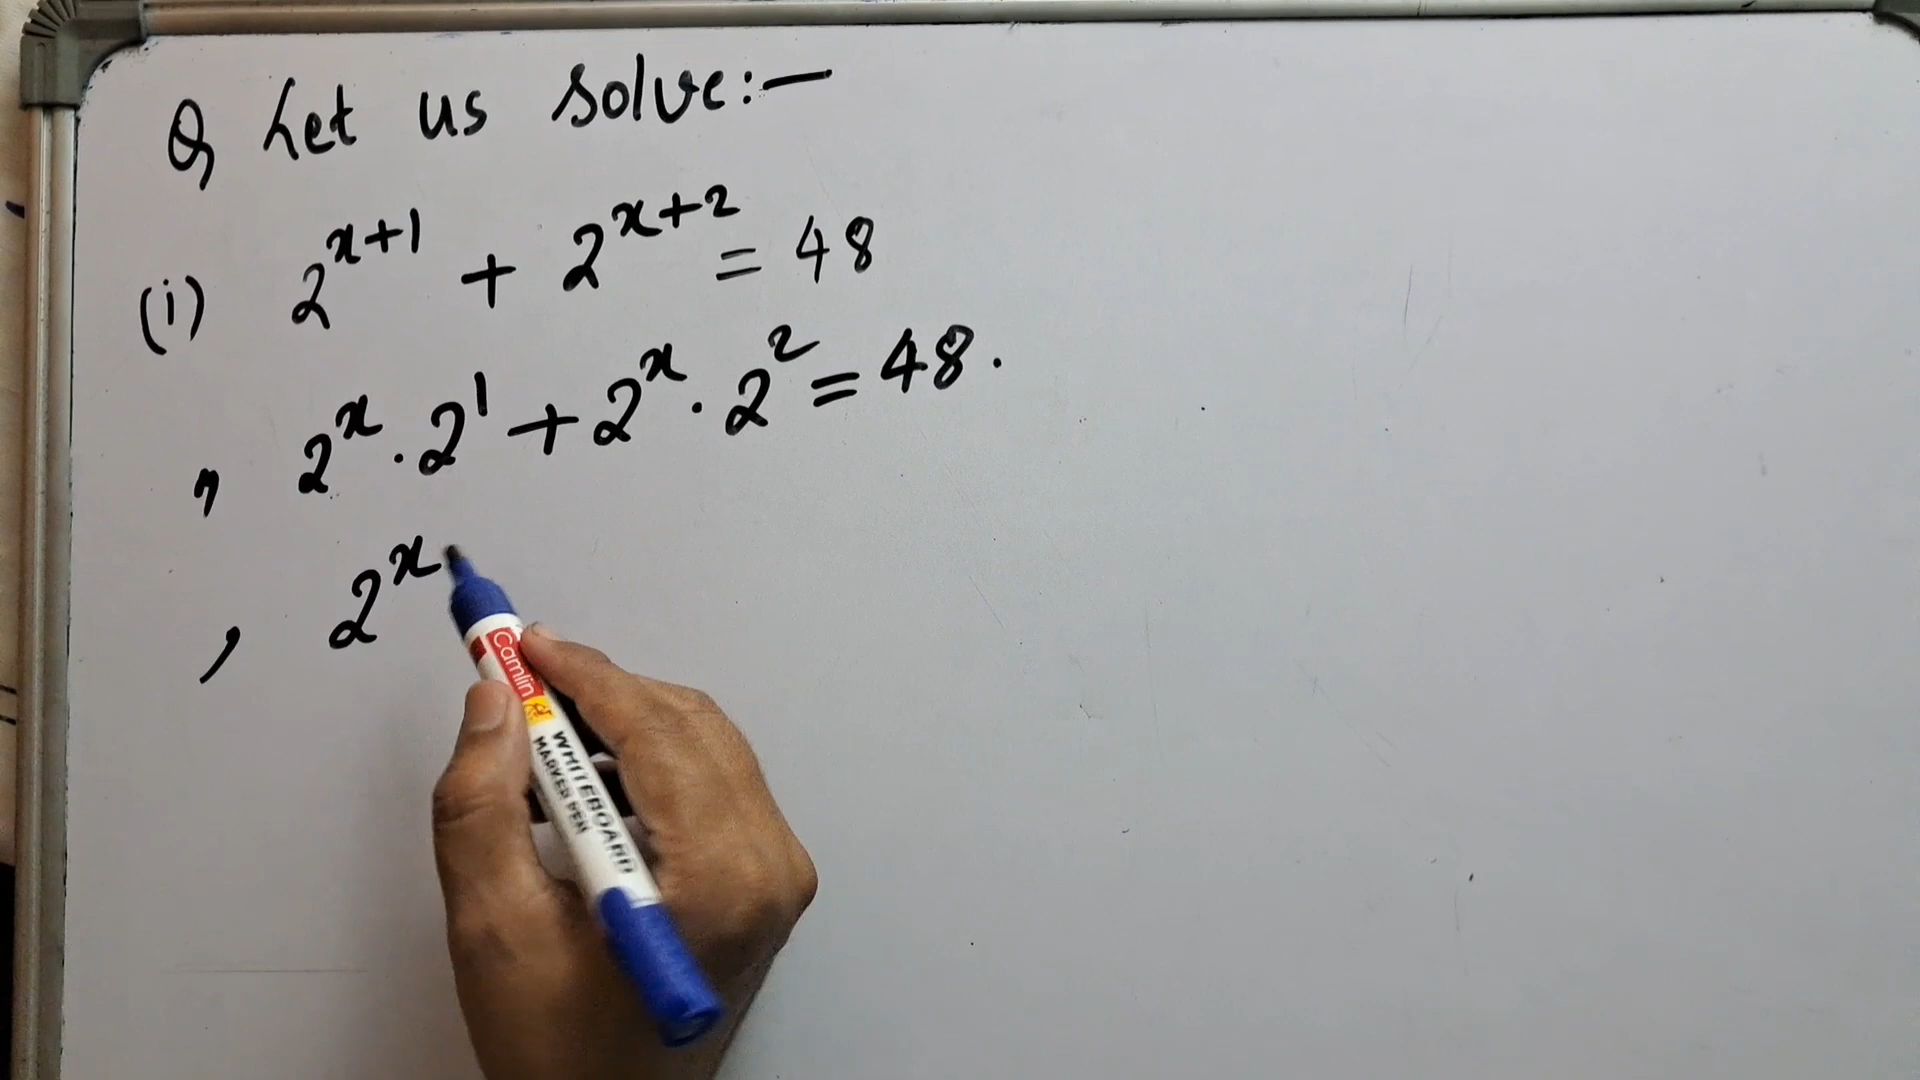 Q Let us solve:—
(i) 2^{x+1} + 2^{x+2} = 48
, 2^x . 2^1 + 2^x . 2^2 = 48.
, 2^x
Camlin
WHITEBOARD
MARKER PEN